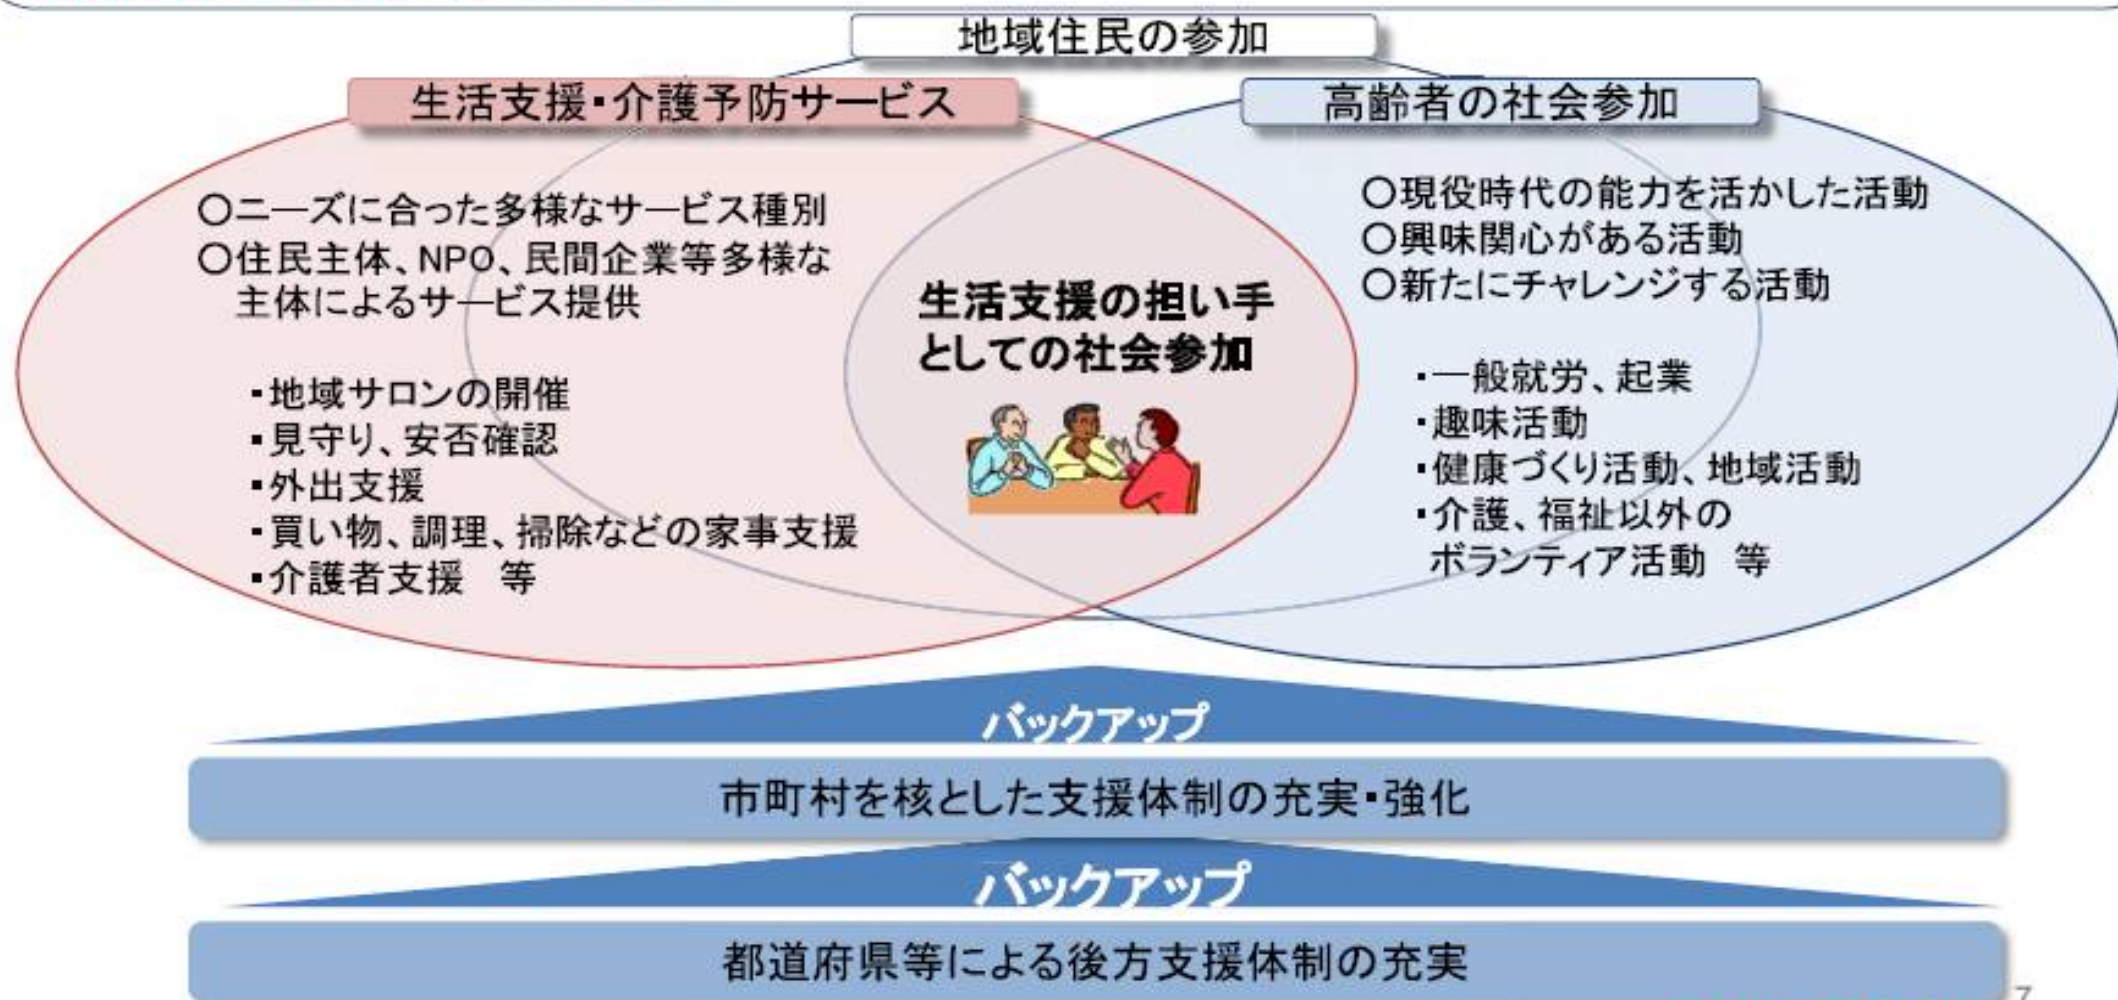 地域住民の参加
生活支援・介護予防サービス
〇ニーズに合った多様なサービス種別
〇住民主体、NPO、民間企業等多様な
主体によるサービス提供
・地域サロンの開催
・見守り、安否確認
・外出支援
・買い物、調理、掃除などの家事支援
・介護者支援　等
生活支援の担い手
としての社会参加
高齢者の社会参加
〇現役時代の能力を活かした活動
〇興味関心がある活動
〇新たにチャレンジする活動
・一般就労、起業
・趣味活動
・健康づくり活動、地域活動
・介護、福祉以外の
ボランティア活動　等
バックアップ
市町村を核とした支援体制の充実・強化
バックアップ
都道府県等による後方支援体制の充実
7